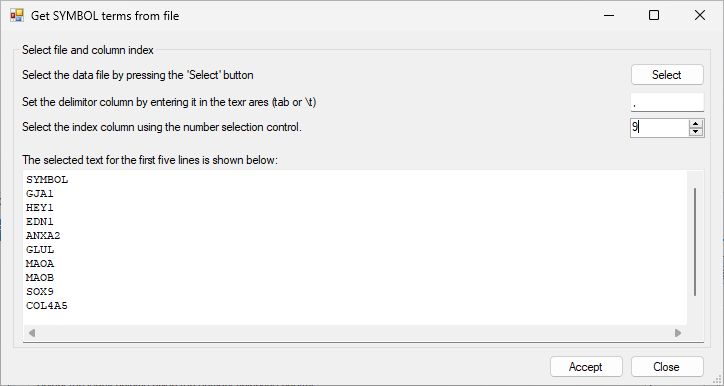 Get SYMBOL terms from file
Select file and column index
Select the data file by pressing the 'Select' button
Select
Set the delimitor column by entering it in the texr ares (tab or \t)
,
Select the index column using the number selection control.
9
The selected text for the first five lines is shown below:
SYMBOL
GJA1
HEY1
EDN1
ANXA2
GLUL
MAOA
MAOB
SOX9
COL4A5
Accept
Close